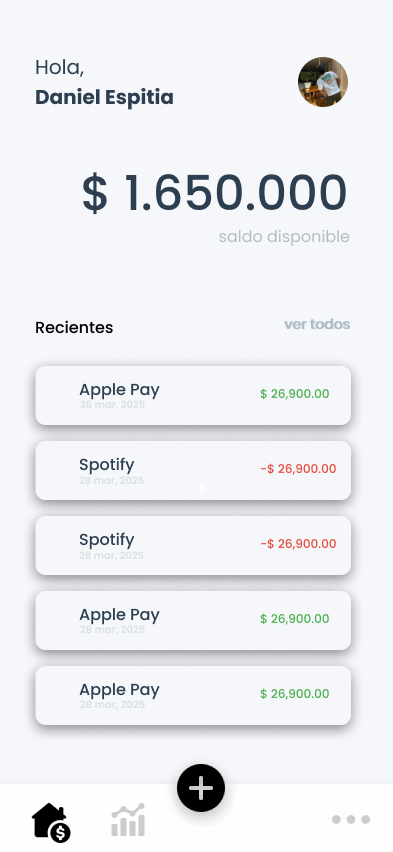 Hola,
Daniel Espitia
$ 1.650.000
saldo disponible
Recientes
ver todos
Apple Pay
$ 26,900.00
28 mar, 2025
Spotify
-$ 26,900.00
28 mar, 2025
Spotify
-$ 26,900.00
28 mar, 2025
Apple Pay
$ 26,900.00
28 mar, 2025
Apple Pay
$ 26,900.00
28 mar, 2025
$